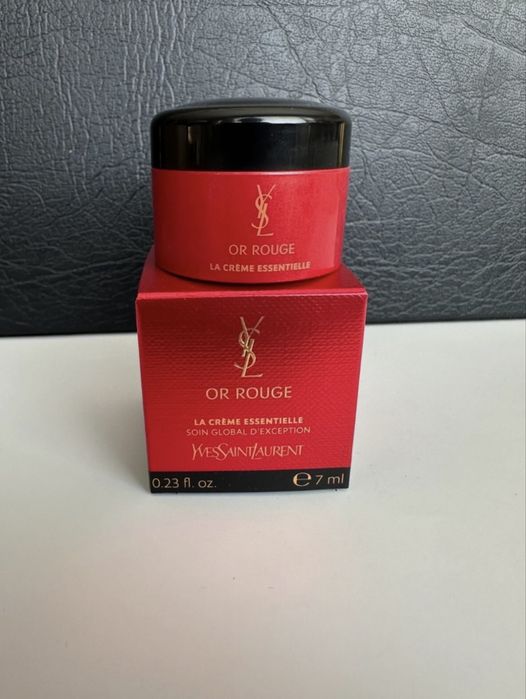 YSL
OR ROUGE
LA CRÈME ESSENTIELLE
YSL
OR ROUGE
LA CRÈME ESSENTIELLE
SOIN GLOBAL D'EXCEPTION
YVESSAINTLAURENT
0.23 fl. oz. ℮ 7 ml